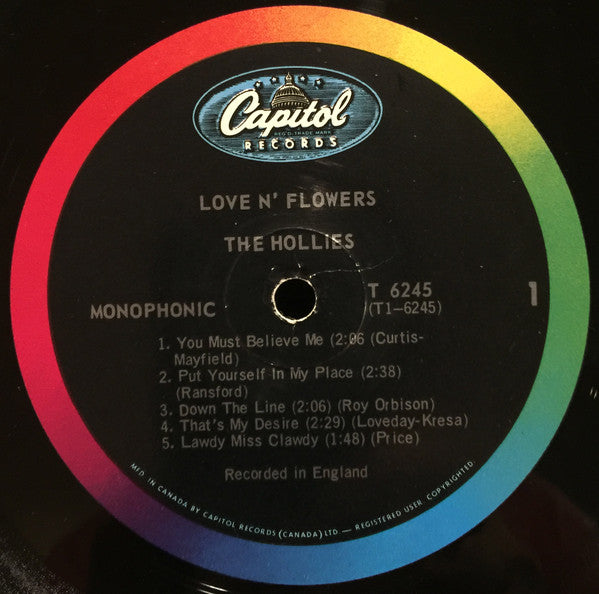 Capitol
REG'D · TRADE MARK
RECORDS
LOVE N' FLOWERS
THE HOLLIES
MONOPHONIC
T 6245
(T1-6245)
1
1. You Must Believe Me (2:06 (Curtis-
Mayfield)
2. Put Yourself In My Place (2:38)
(Ransford)
3. Down The Line (2:06) (Roy Orbison)
4. That's My Desire (2:29) (Loveday-Kresa)
5. Lawdy Miss Clawdy (1:48) (Price)
Recorded in England
MFD. IN CANADA BY CAPITOL RECORDS (CANADA) LTD. — REGISTERED USER. COPYRIGHTED